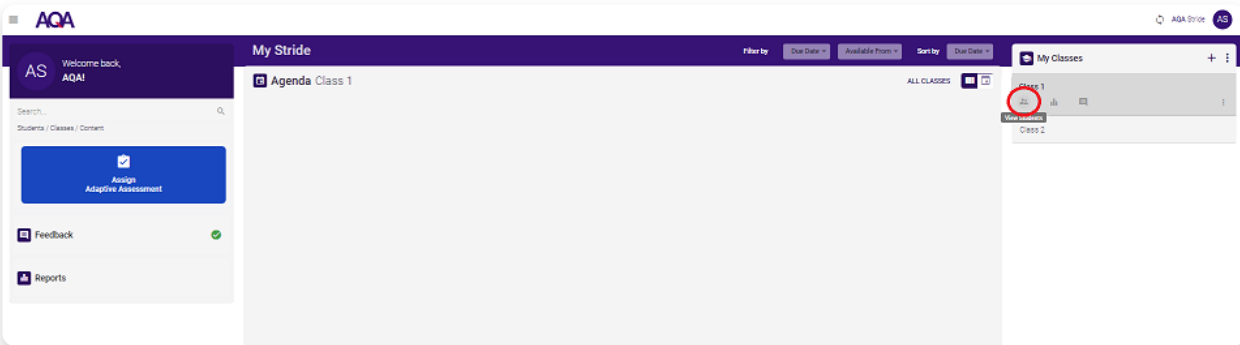 AQA
AQA Stride AS
AS
Welcome back,
AQA!
Search...
Students / Classes / Content
Assign
Adaptive Assessment
Feedback
Reports
My Stride
Filter by Due Date Available From Sort by Due Date
Agenda Class 1
ALL CLASSES
My Classes
Class 1
View Students
Class 2